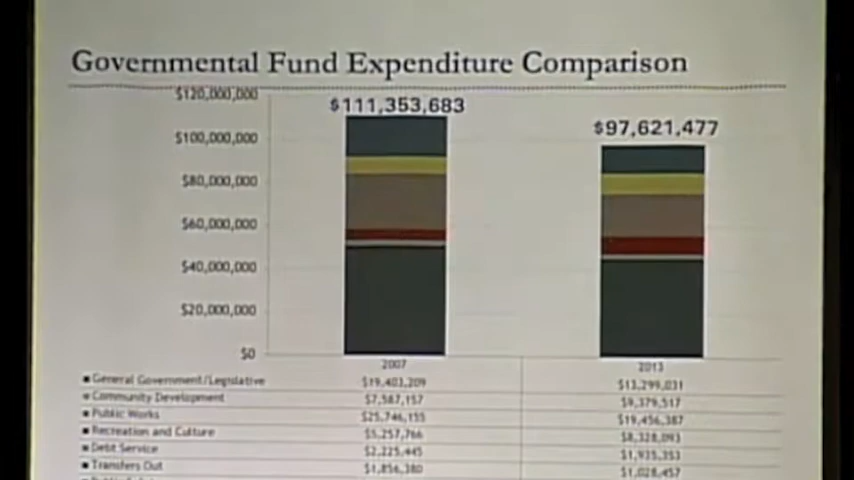 Governmental Fund Expenditure Comparison
$120,000,000
$111,353,683
$97,621,477
$100,000,000
$80,000,000
$60,000,000
$40,000,000
$20,000,000
$0
2007 2013
General Government/Legislative $19,403,209 $13,299,031
Community Development $7,587,157 $9,379,517
Public Works $25,746,155 $19,456,387
Recreation and Culture $5,257,766 $8,328,093
Debt Service $2,225,445 $1,935,353
Transfers Out $1,856,380 $1,028,457